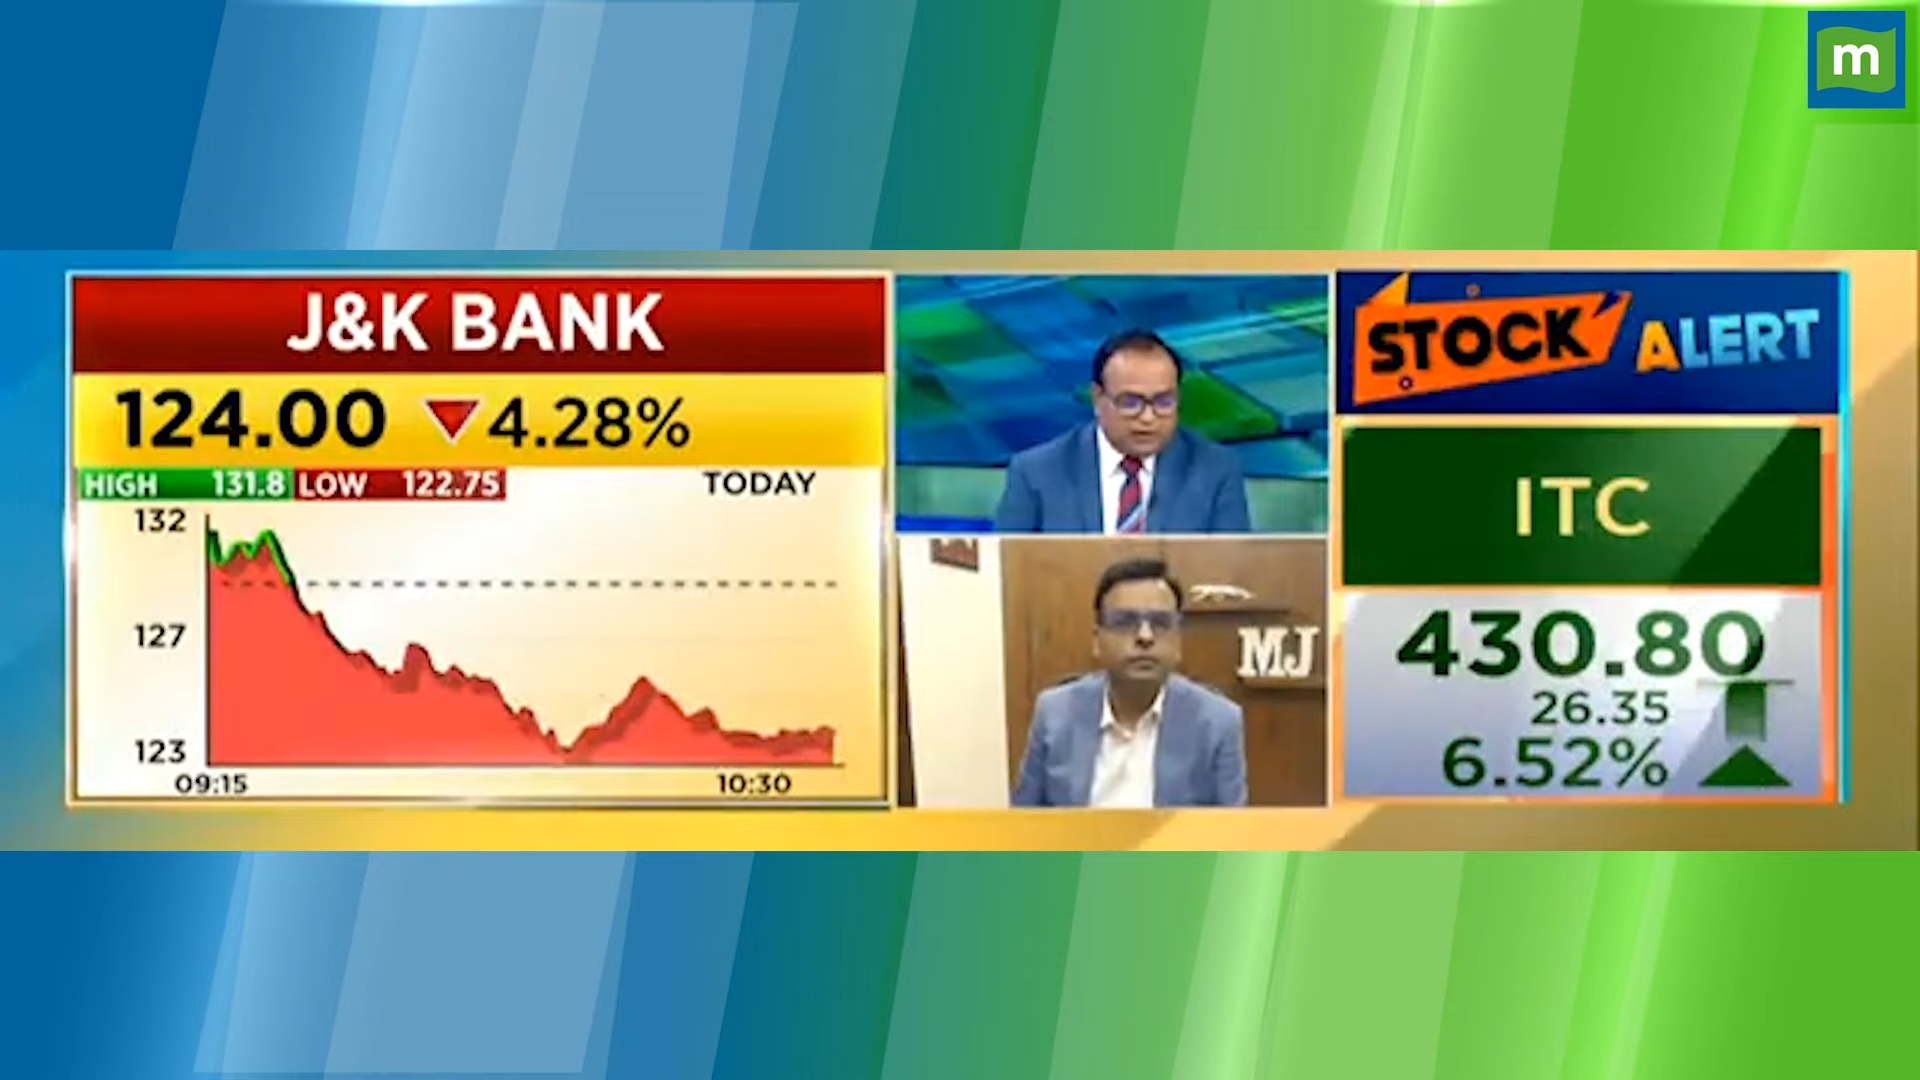 m
J&K BANK
124.00 ▼4.28%
HIGH 131.8 LOW 122.75 TODAY
132
127
123
09:15 10:30
MJ
STOCK ALERT
ITC
430.80
26.35
6.52%